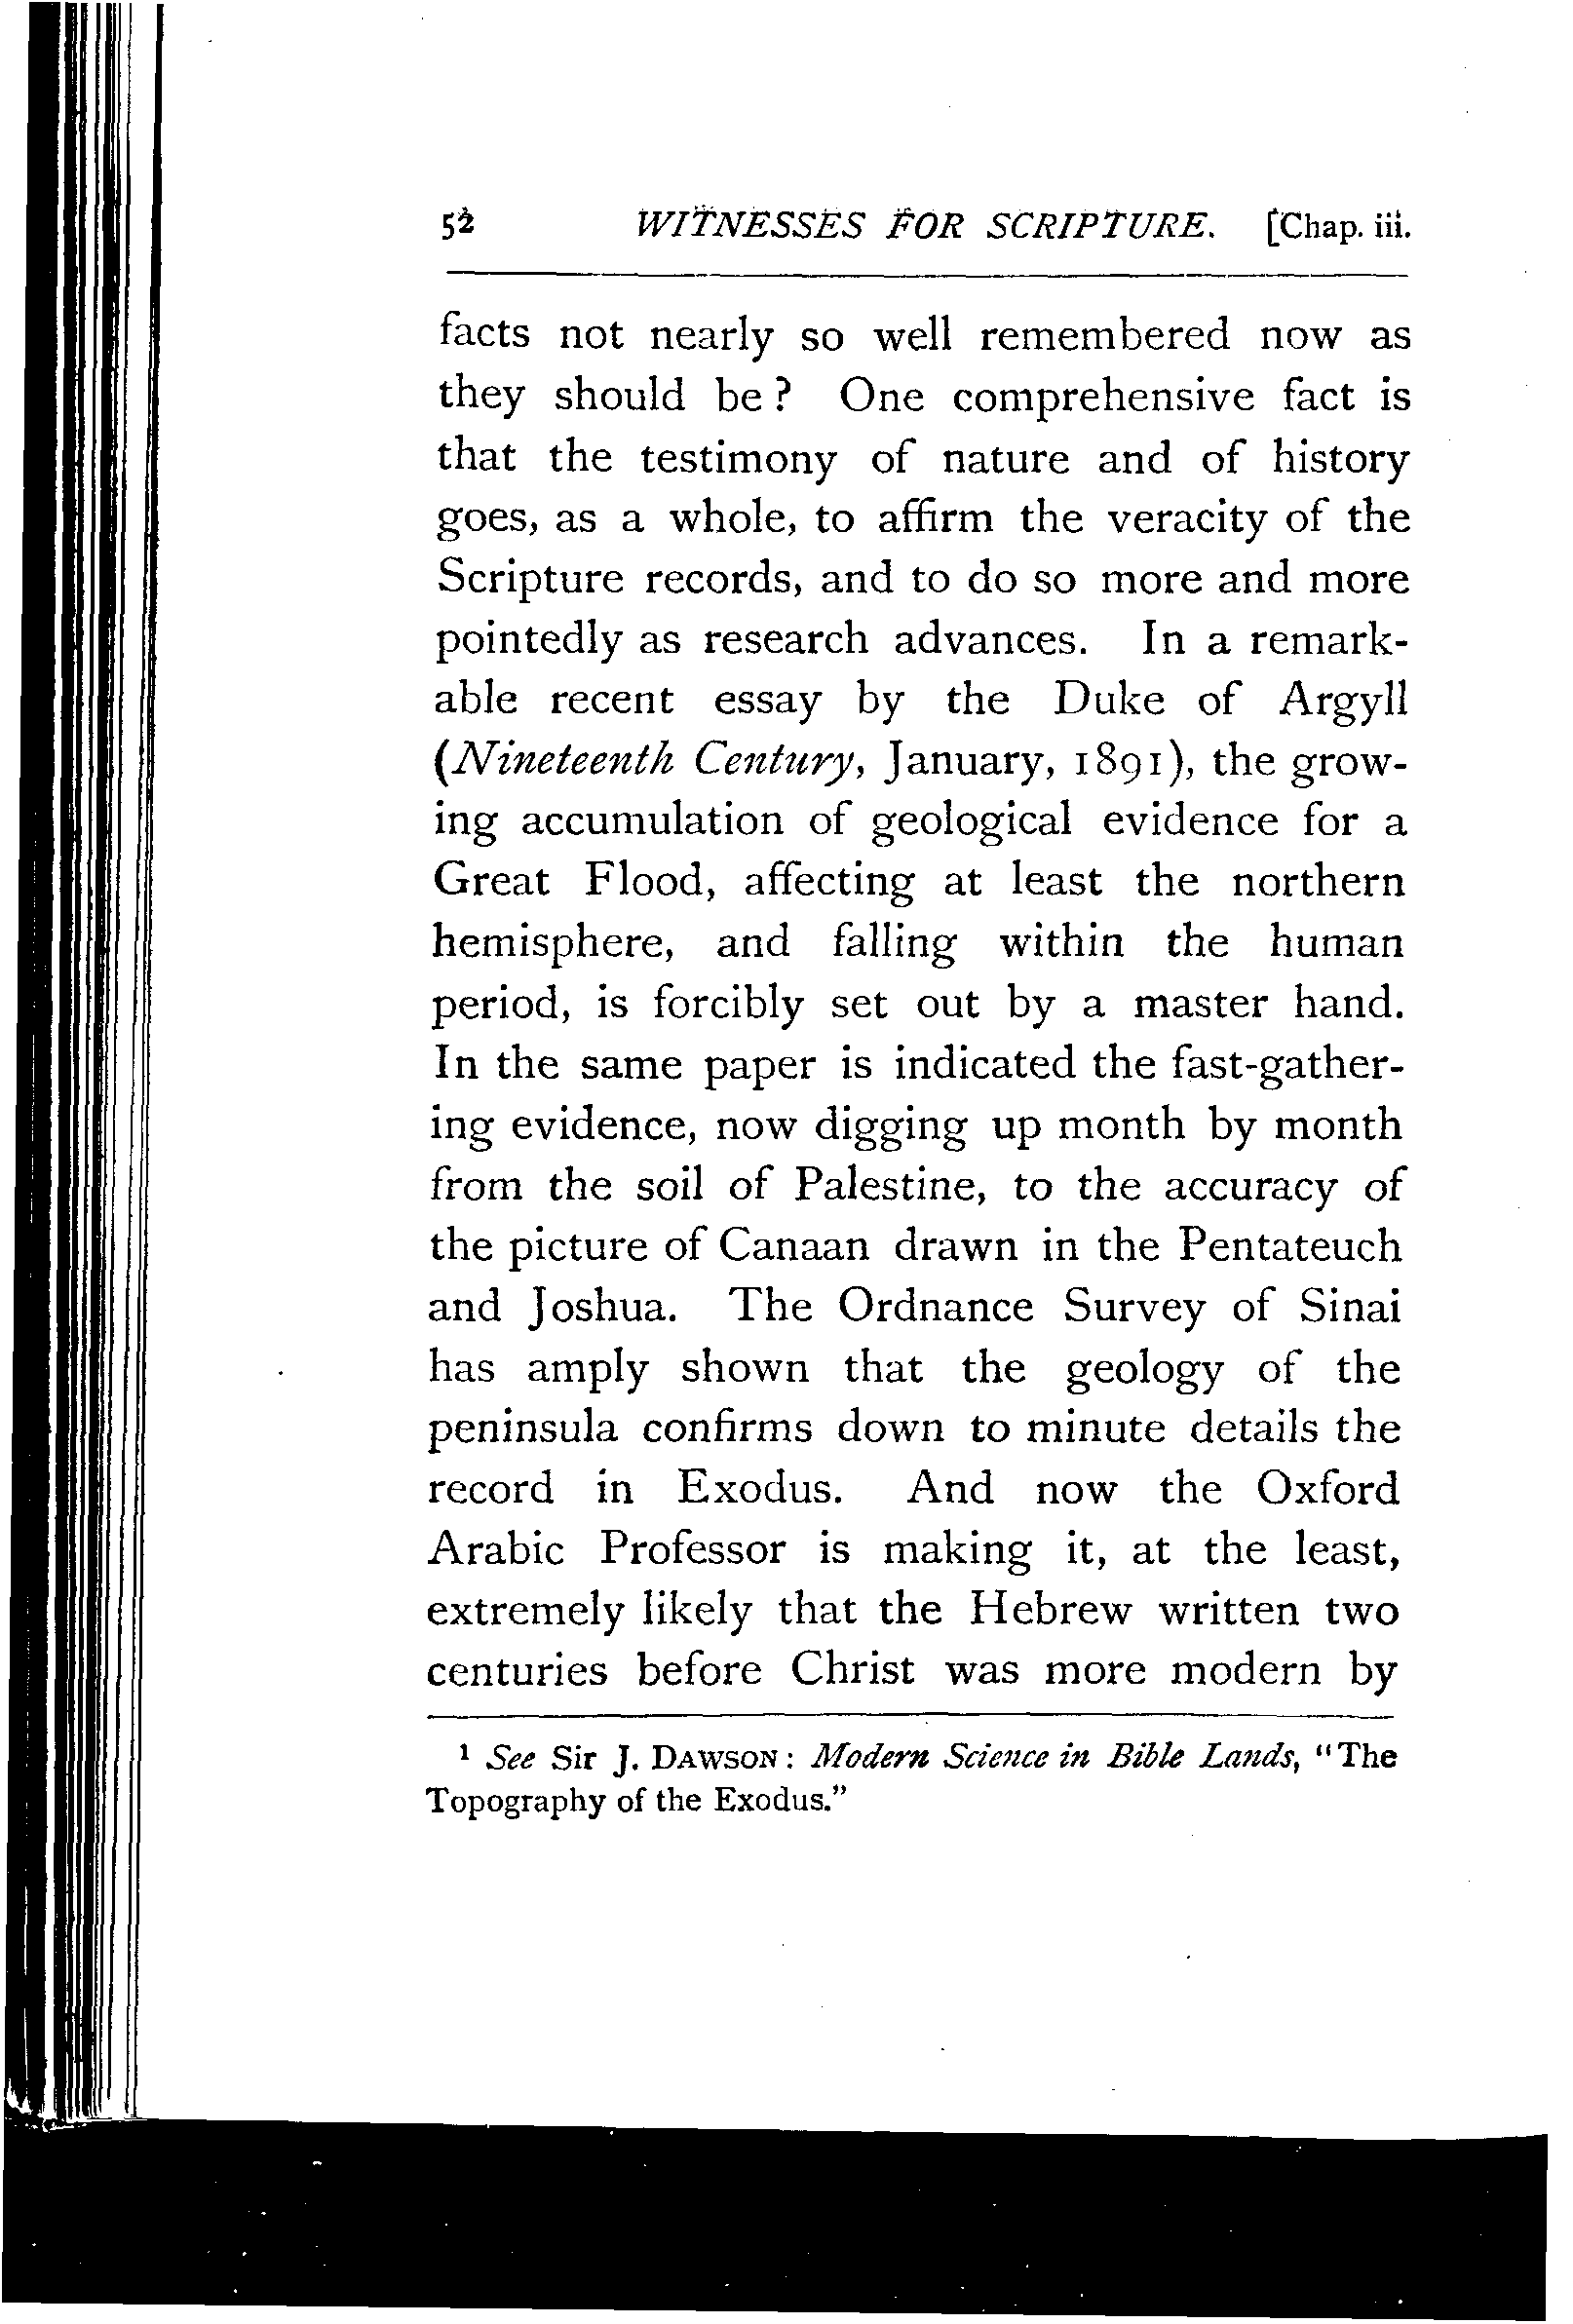 52 WITNESSES FOR SCRIPTURE. [Chap. iii.
facts not nearly so well remembered now as
they should be? One comprehensive fact is
that the testimony of nature and of history
goes, as a whole, to affirm the veracity of the
Scripture records, and to do so more and more
pointedly as research advances. In a remark-
able recent essay by the Duke of Argyll
(Nineteenth Century, January, 1891), the grow-
ing accumulation of geological evidence for a
Great Flood, affecting at least the northern
hemisphere, and falling within the human
period, is forcibly set out by a master hand.
In the same paper is indicated the fast-gather-
ing evidence, now digging up month by month
from the soil of Palestine, to the accuracy of
the picture of Canaan drawn in the Pentateuch
and Joshua. The Ordnance Survey of Sinai
has amply shown that the geology of the
peninsula confirms down to minute details the
record in Exodus. And now the Oxford
Arabic Professor is making it, at the least,
extremely likely that the Hebrew written two
centuries before Christ was more modern by
¹ See Sir J. DAWSON: Modern Science in Bible Lands, "The
Topography of the Exodus."